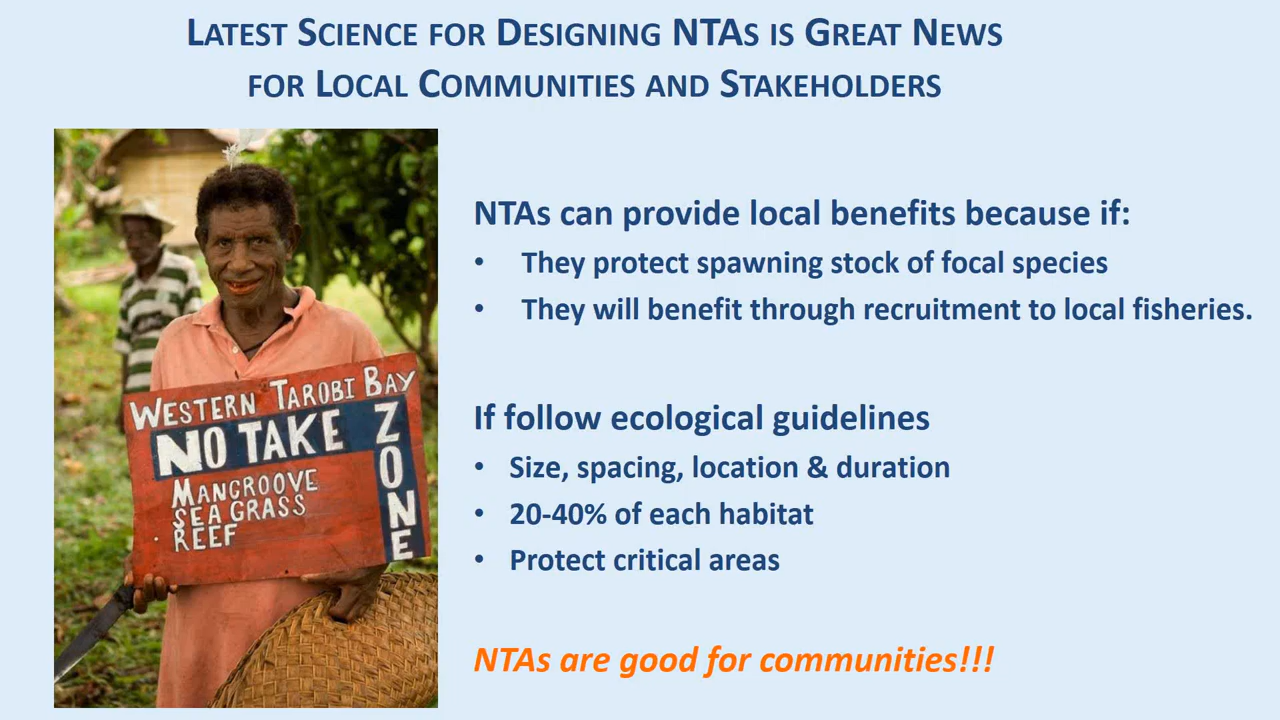 Latest Science for Designing NTAs is Great News
for Local Communities and Stakeholders
NTAs can provide local benefits because if:
• They protect spawning stock of focal species
• They will benefit through recruitment to local fisheries.
If follow ecological guidelines
• Size, spacing, location & duration
• 20-40% of each habitat
• Protect critical areas
NTAs are good for communities!!!
WESTERN TAROBI BAY
NO TAKE
ZONE
MANGROOVE
SEA GRASS
REEF